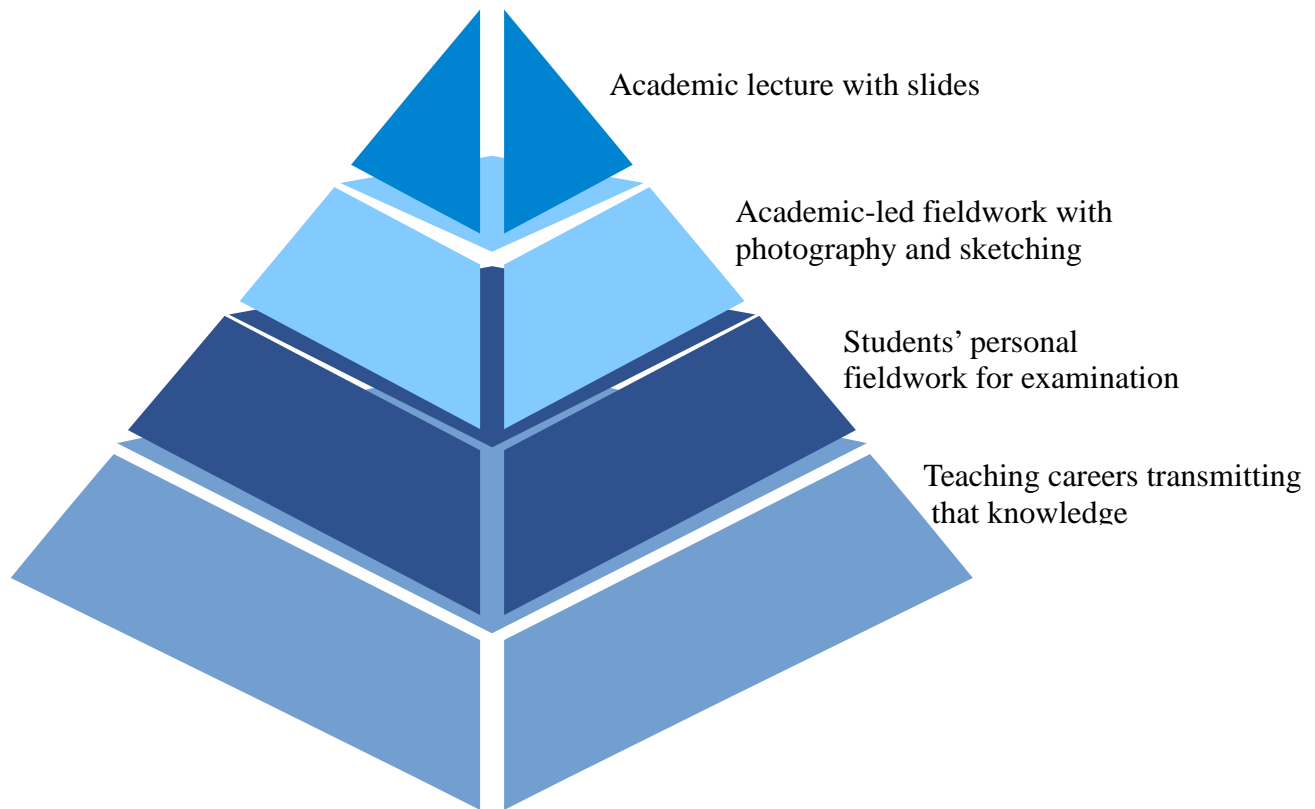 Academic lecture with slides
Academic-led fieldwork with
photography and sketching
Students’ personal
fieldwork for examination
Teaching careers transmitting
that knowledge